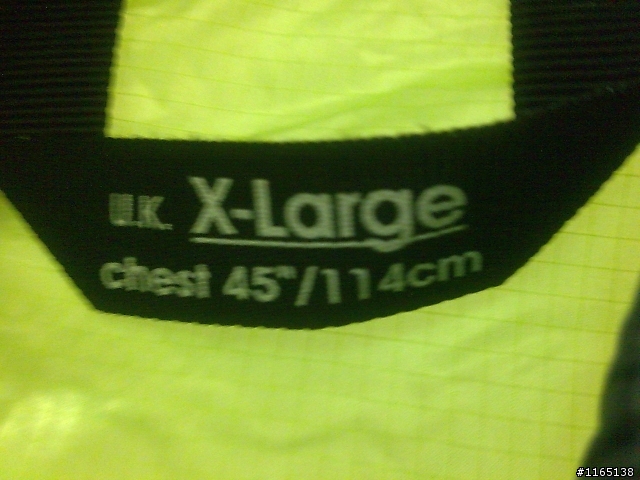 U.K. X-Large
chest 45"/114cm
#1165138